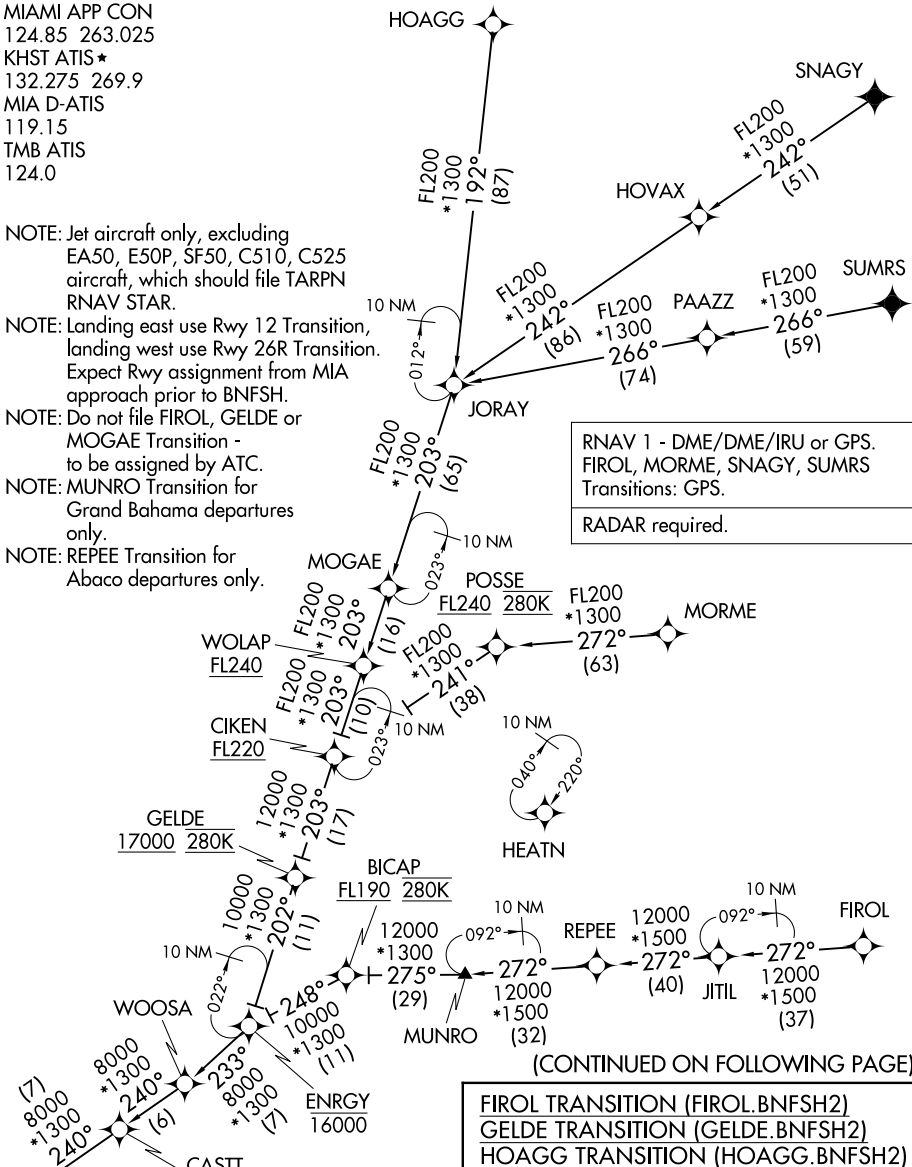 MIAMI APP CON
124.85 263.025
KHST ATIS★
132.275 269.9
MIA D-ATIS
119.15
TMB ATIS
124.0
HOAGG
SNAGY
FL200
*1300
242°
(51)
FL200
*1300
192°
(87)
HOVAX
NOTE: Jet aircraft only, excluding
EA50, E50P, SF50, C510, C525
aircraft, which should file TARPN
RNAV STAR.
NOTE: Landing east use Rwy 12 Transition,
landing west use Rwy 26R Transition.
Expect Rwy assignment from MIA
approach prior to BNFSH.
NOTE: Do not file FIROL, GELDE or
MOGAE Transition -
to be assigned by ATC.
NOTE: MUNRO Transition for
Grand Bahama departures
only.
NOTE: REPEE Transition for
Abaco departures only.
FL200
*1300
242°
(86)
FL200
*1300
266°
(74)
PAAZZ
FL200
*1300
266°
(59)
SUMRS
10 NM
012°
JORAY
FL200
*1300
203°
(65)
RNAV 1 - DME/DME/IRU or GPS.
FIROL, MORME, SNAGY, SUMRS
Transitions: GPS.
RADAR required.
10 NM
023°
MOGAE
FL200
*1300
203°
(16)
POSSE
FL240 280K
FL200
*1300
272°
(63)
MORME
WOLAP
FL240
FL200
*1300
241°
(38)
FL200
*1300
203°
(10)
10 NM
023°
CIKEN
FL220
10 NM
040°
220°
HEATN
12000
*1300
203°
(17)
GELDE
17000 280K
BICAP
FL190 280K
10000
*1300
202°
(11)
10 NM
022°
12000
*1300
275°
(29)
092°
10 NM
MUNRO
272°
12000
*1500
(32)
REPEE
12000
*1500
272°
(40)
092°
10 NM
JITIL
272°
12000
*1500
(37)
FIROL
248°
10000
*1300
(11)
WOOSA
ENRGY
16000
233°
8000
*1300
(7)
8000
*1300
240°
(6)
(7)
8000
*1300
240°
CASTT
(CONTINUED ON FOLLOWING PAGE)
FIROL TRANSITION (FIROL.BNFSH2)
GELDE TRANSITION (GELDE.BNFSH2)
HOAGG TRANSITION (HOAGG.BNFSH2)